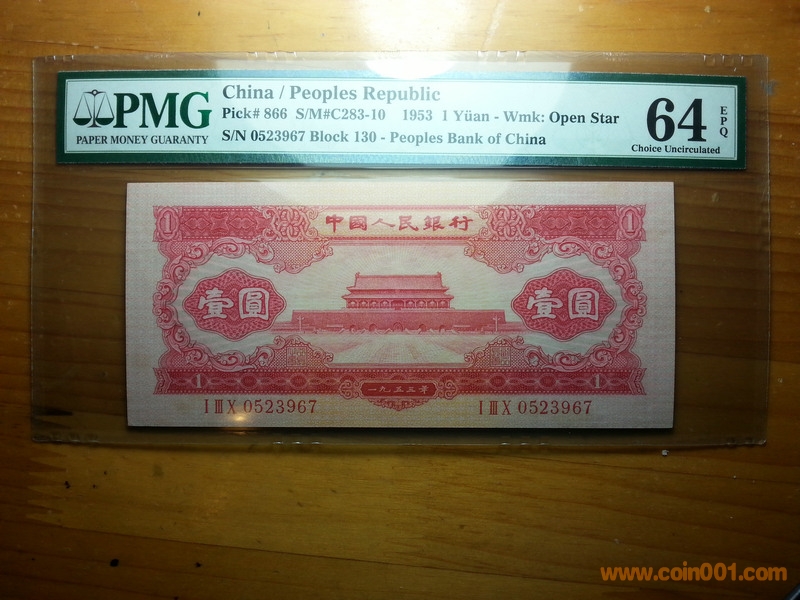 PMG
PAPER MONEY GUARANTY
China / Peoples Republic
Pick# 866 S/M#C283-10 1953 1 Yüan - Wmk: Open Star
S/N 0523967 Block 130 - Peoples Bank of China
64
EPQ
Choice Uncirculated
1
中國人民銀行
1
壹圓
壹圓
1
一九五三年
1
I III X 0523967
I III X 0523967
www.coin001.com